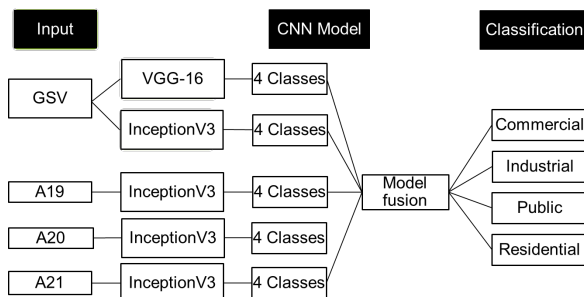 Input
CNN Model
Classification
GSV
VGG-16
4 Classes
InceptionV3
4 Classes
A19
InceptionV3
4 Classes
A20
InceptionV3
4 Classes
A21
InceptionV3
4 Classes
Model
fusion
Commercial
Industrial
Public
Residential